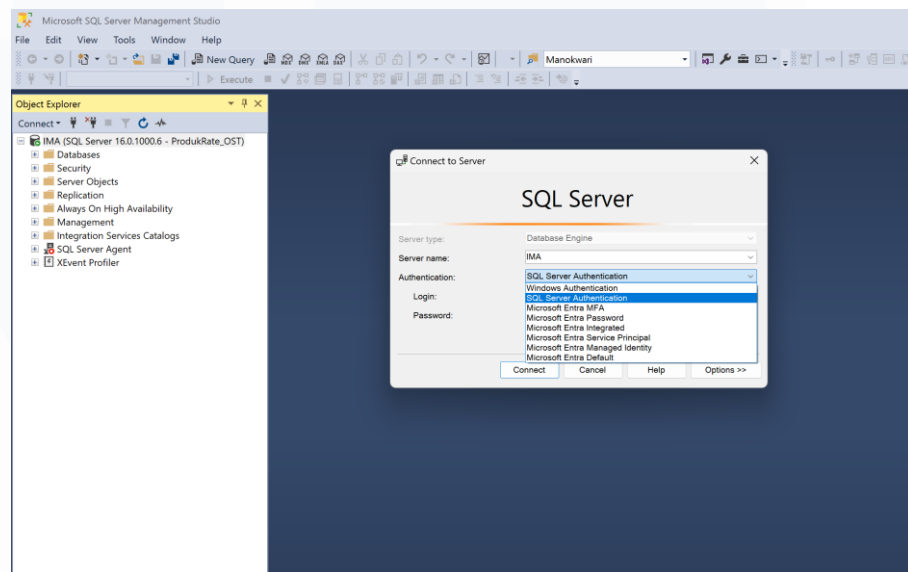 Microsoft SQL Server Management Studio
File Edit View Tools Window Help
New Query Manokwari
Execute
Object Explorer
Connect
IMA (SQL Server 16.0.1000.6 - ProdukRate_OST)
Databases
Security
Server Objects
Replication
Always On High Availability
Management
Integration Services Catalogs
SQL Server Agent
XEvent Profiler
Connect to Server
SQL Server
Server type: Database Engine
Server name: IMA
Authentication: SQL Server Authentication
Windows Authentication
Login: SQL Server Authentication
Microsoft Entra MFA
Password: Microsoft Entra Password
Microsoft Entra Integrated
Microsoft Entra Service Principal
Microsoft Entra Managed Identity
Microsoft Entra Default
Connect Cancel Help Options >>